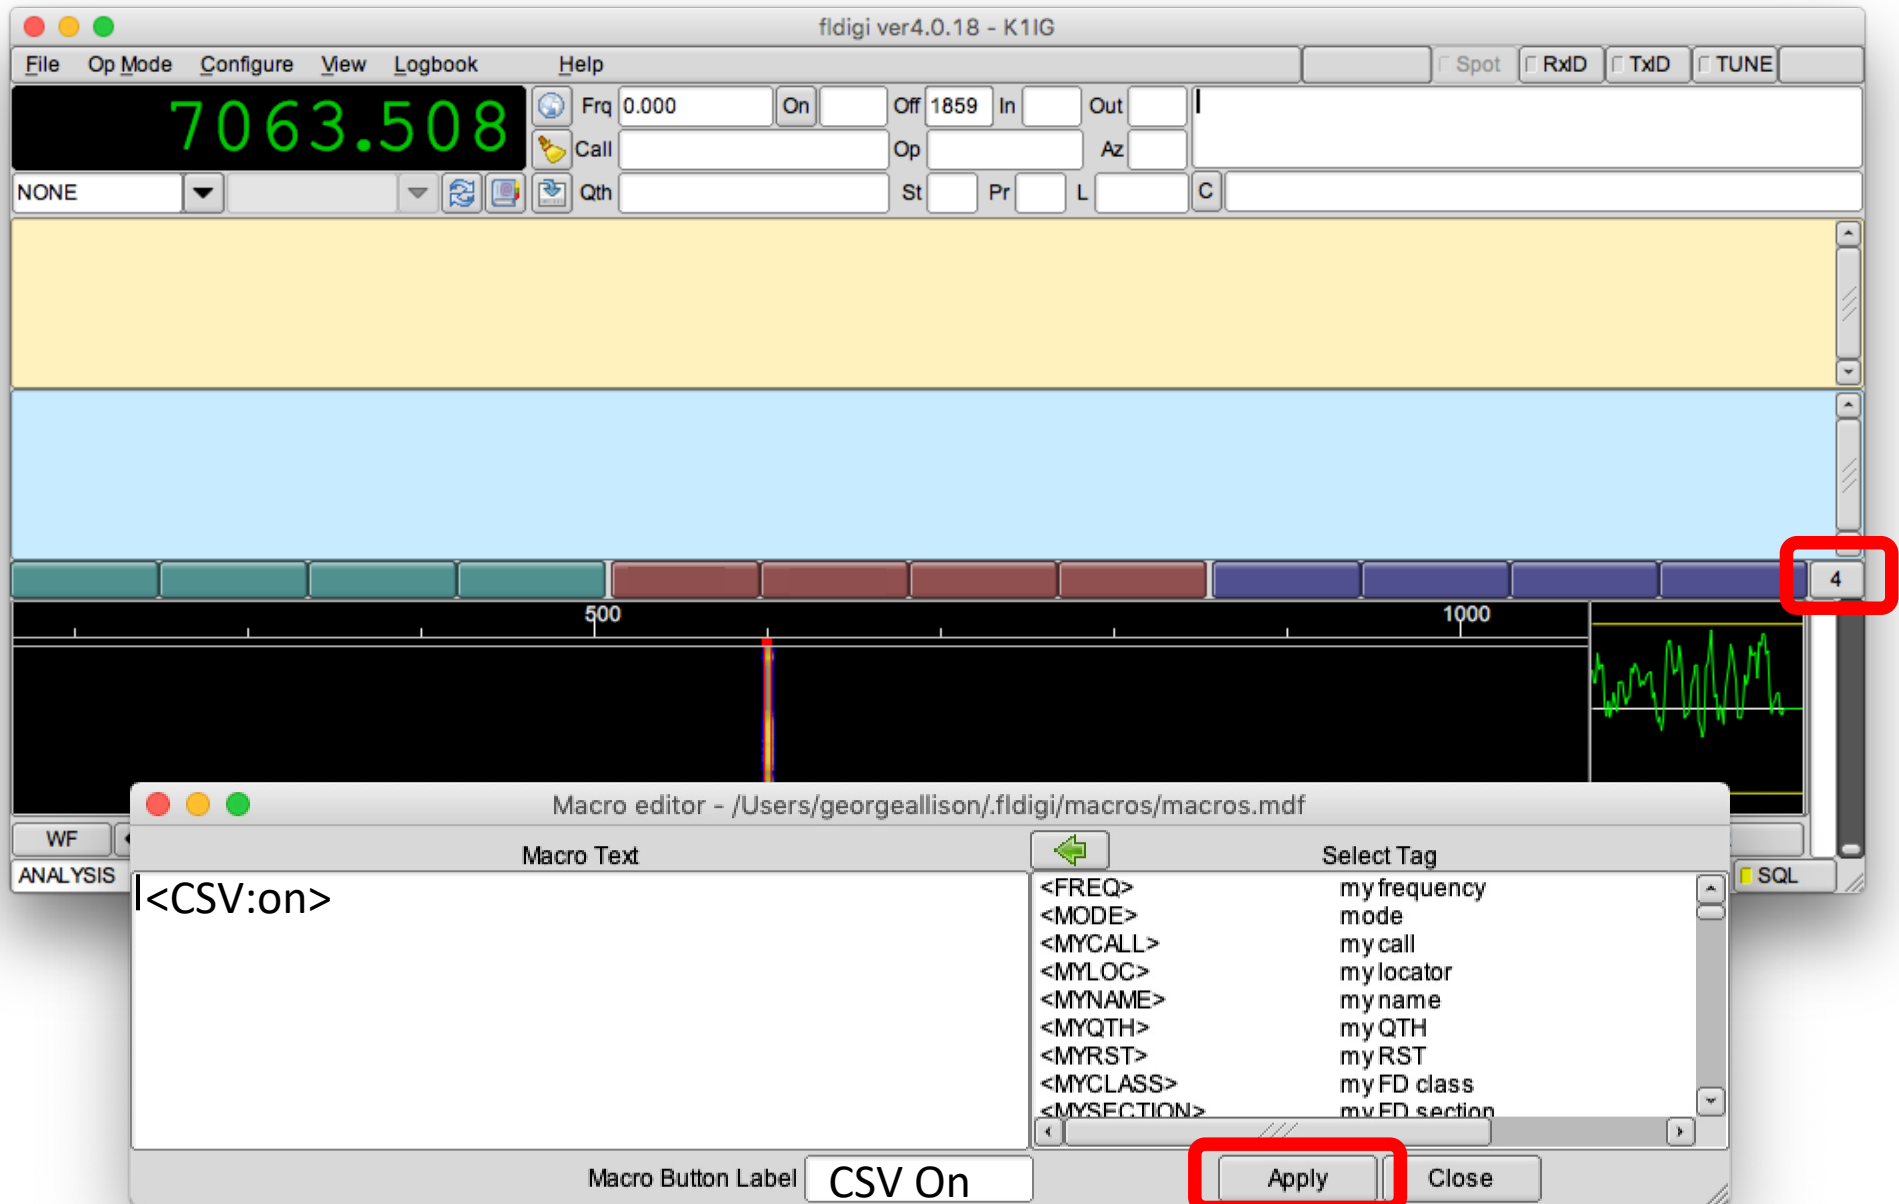 fldigi ver4.0.18 - K1IG
File Op Mode Configure View Logbook Help Spot RxID TxID TUNE
7063.508 Frq 0.000 On Off 1859 In Out
Call Op Az
NONE Qth St Pr L C
4
500 1000
Macro editor - /Users/georgeallison/.fldigi/macros/macros.mdf
WF
Macro Text Select Tag
ANALYSIS SQL
<CSV:on>
<FREQ> my frequency
<MODE> mode
<MYCALL> my call
<MYLOC> my locator
<MYNAME> my name
<MYQTH> my QTH
<MYRST> my RST
<MYCLASS> my FD class
<MYSECTION> my FD section
Macro Button Label CSV On Apply Close